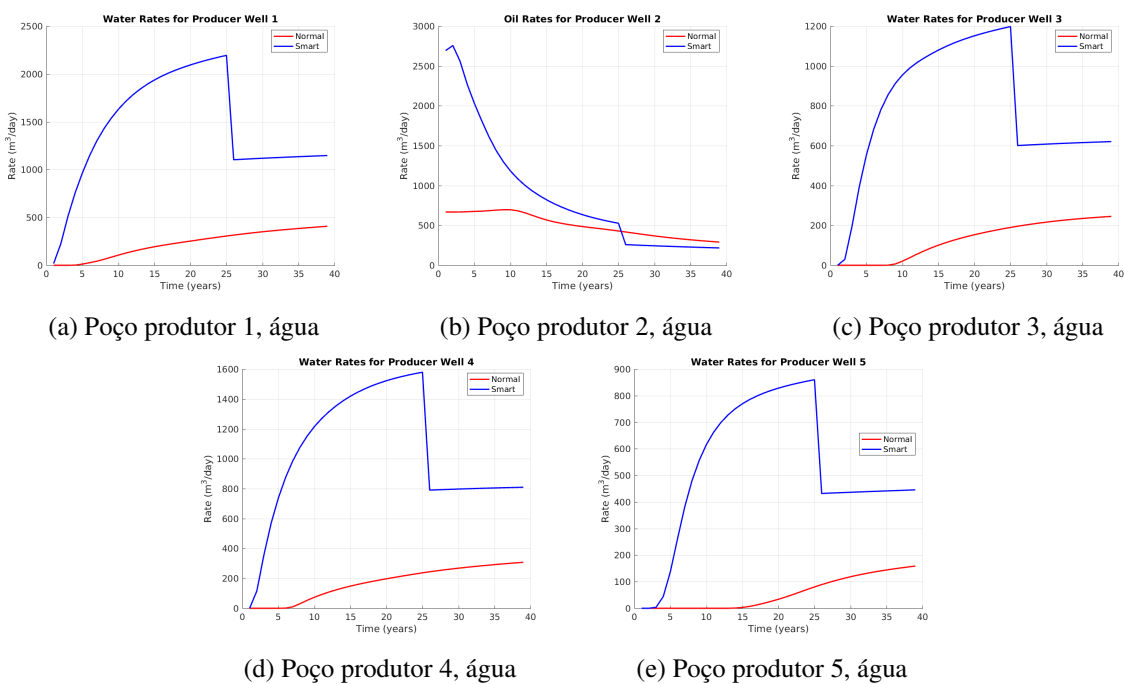 Water Rates for Producer Well 1
2500
2000
1500
1000
500
0
Rate (m³/day)
0 5 10 15 20 25 30 35 40
Time (years)
Normal
Smart
(a) Poço produtor 1, água
Oil Rates for Producer Well 2
3000
2500
2000
1500
1000
500
0
Rate (m³/day)
0 5 10 15 20 25 30 35 40
Time (years)
Normal
Smart
(b) Poço produtor 2, água
Water Rates for Producer Well 3
1200
1000
800
600
400
200
0
Rate (m³/day)
0 5 10 15 20 25 30 35 40
Time (years)
Normal
Smart
(c) Poço produtor 3, água
Water Rates for Producer Well 4
1600
1400
1200
1000
800
600
400
200
0
Rate (m³/day)
0 5 10 15 20 25 30 35 40
Time (years)
Normal
Smart
(d) Poço produtor 4, água
Water Rates for Producer Well 5
900
800
700
600
500
400
300
200
100
0
Rate (m³/day)
0 5 10 15 20 25 30 35 40
Time (years)
Normal
Smart
(e) Poço produtor 5, água